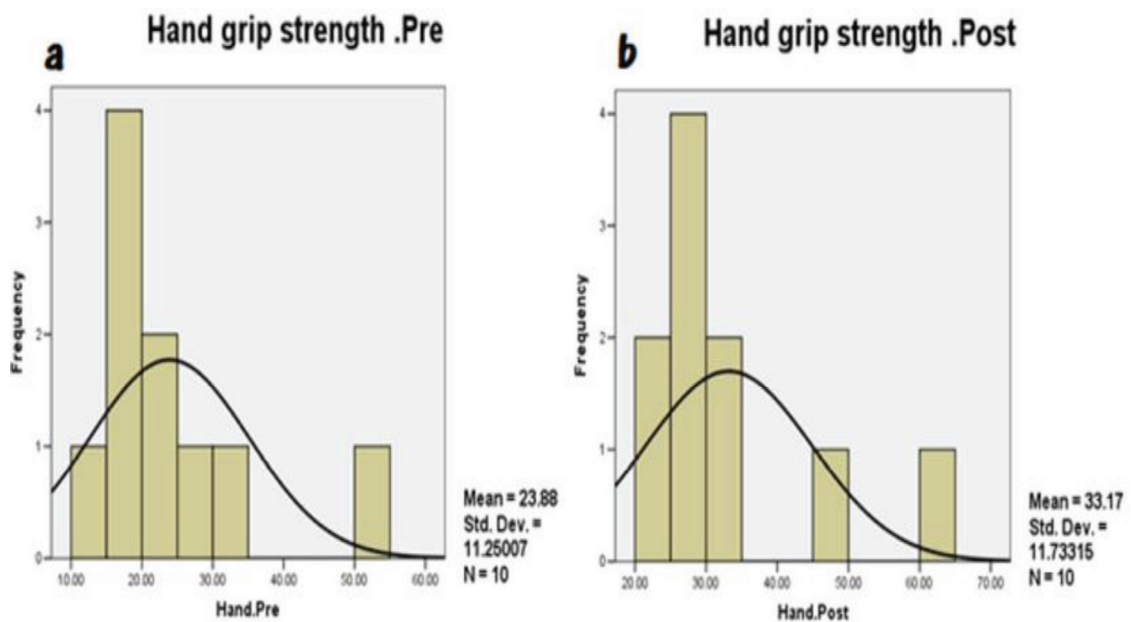 Hand grip strength .Pre
a
4
3
2
1
0
Frequency
10.00 20.00 30.00 40.00 50.00 60.00
Hand.Pre
Mean = 23.88
Std. Dev. =
11.25007
N = 10
Hand grip strength .Post
b
4
3
2
1
0
Frequency
20.00 30.00 40.00 50.00 60.00 70.00
Hand.Post
Mean = 33.17
Std. Dev. =
11.73315
N = 10